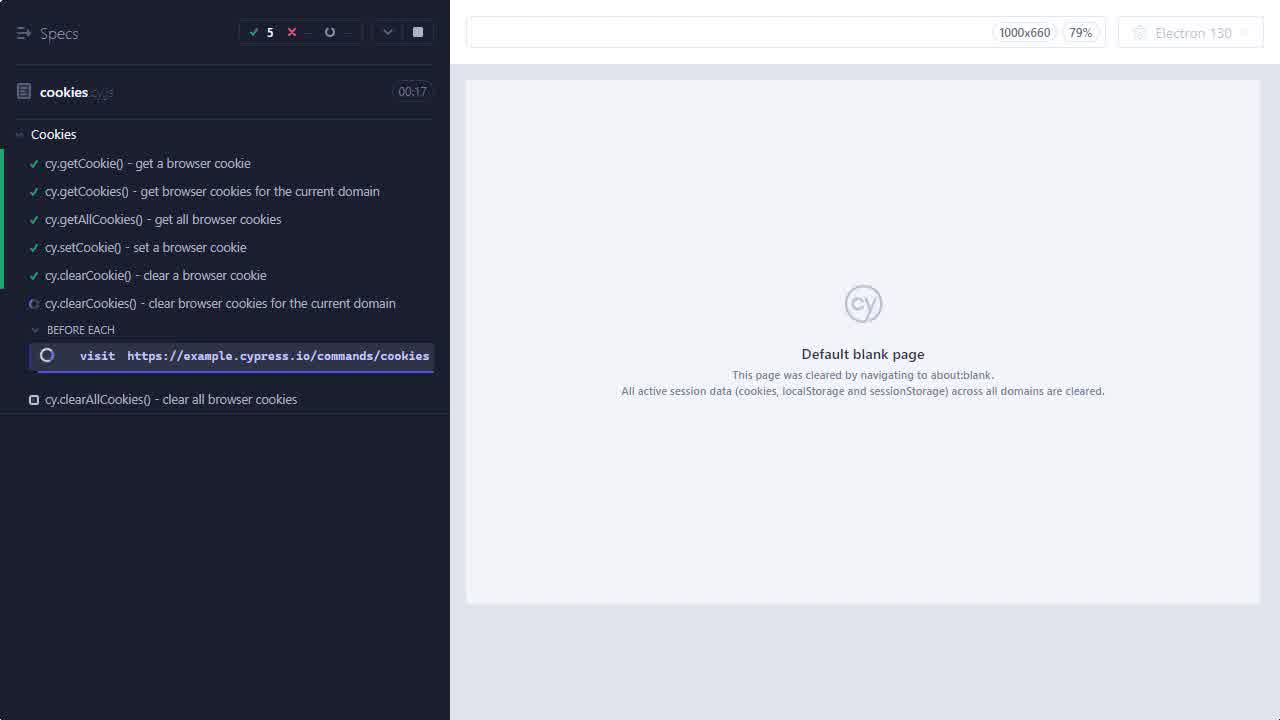 Specs
5
--
--
cookies.cy.js
00:17
Cookies
cy.getCookie() - get a browser cookie
cy.getCookies() - get browser cookies for the current domain
cy.getAllCookies() - get all browser cookies
cy.setCookie() - set a browser cookie
cy.clearCookie() - clear a browser cookie
cy.clearCookies() - clear browser cookies for the current domain
BEFORE EACH
visit https://example.cypress.io/commands/cookies
cy.clearAllCookies() - clear all browser cookies
1000x660
79%
Electron 130
cy
Default blank page
This page was cleared by navigating to about:blank.
All active session data (cookies, localStorage and sessionStorage) across all domains are cleared.